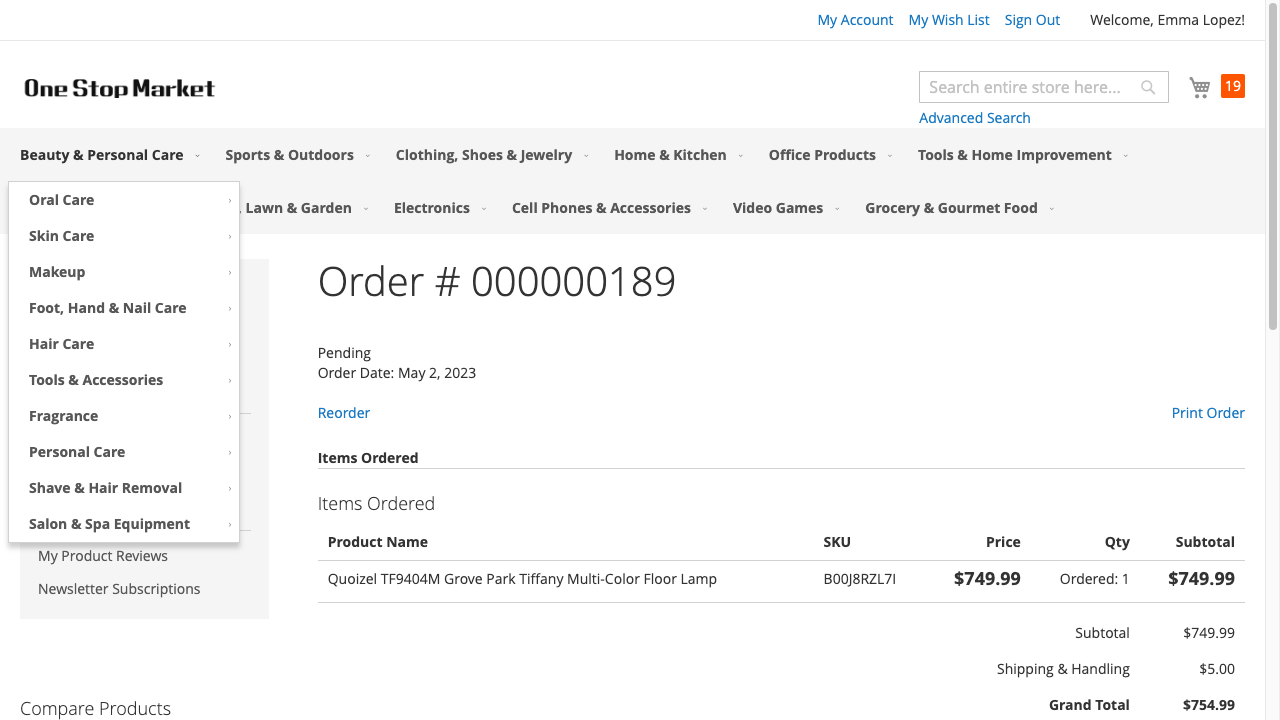 My Account My Wish List Sign Out Welcome, Emma Lopez!
One Stop Market
Search entire store here...
19
Advanced Search
Beauty & Personal Care Sports & Outdoors Clothing, Shoes & Jewelry Home & Kitchen Office Products Tools & Home Improvement
, Lawn & Garden Electronics Cell Phones & Accessories Video Games Grocery & Gourmet Food
Oral Care
Skin Care
Makeup
Foot, Hand & Nail Care
Hair Care
Tools & Accessories
Fragrance
Personal Care
Shave & Hair Removal
Salon & Spa Equipment
My Product Reviews
Newsletter Subscriptions
Compare Products
Order # 000000189
Pending
Order Date: May 2, 2023
Reorder Print Order
Items Ordered
Items Ordered
Product Name SKU Price Qty Subtotal
Quoizel TF9404M Grove Park Tiffany Multi-Color Floor Lamp B00J8RZL7I $749.99 Ordered: 1 $749.99
Subtotal $749.99
Shipping & Handling $5.00
Grand Total $754.99